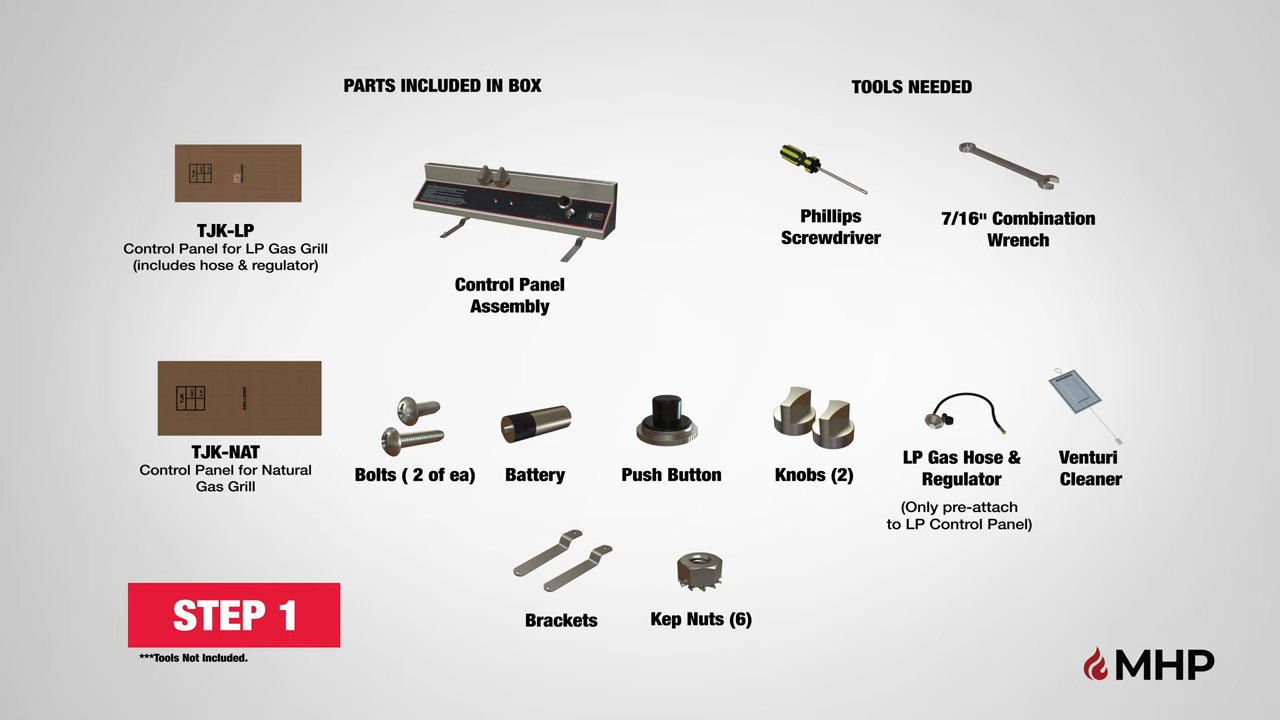 PARTS INCLUDED IN BOX
TOOLS NEEDED
TJK-LP
Control Panel for LP Gas Grill
(includes hose & regulator)
Control Panel
Assembly
Phillips
Screwdriver
7/16" Combination
Wrench
TJK-NAT
Control Panel for Natural
Gas Grill
Bolts ( 2 of ea)
Battery
Push Button
Knobs (2)
LP Gas Hose &
Regulator
(Only pre-attach
to LP Control Panel)
Venturi
Cleaner
Brackets
Kep Nuts (6)
STEP 1
***Tools Not Included.
MHP